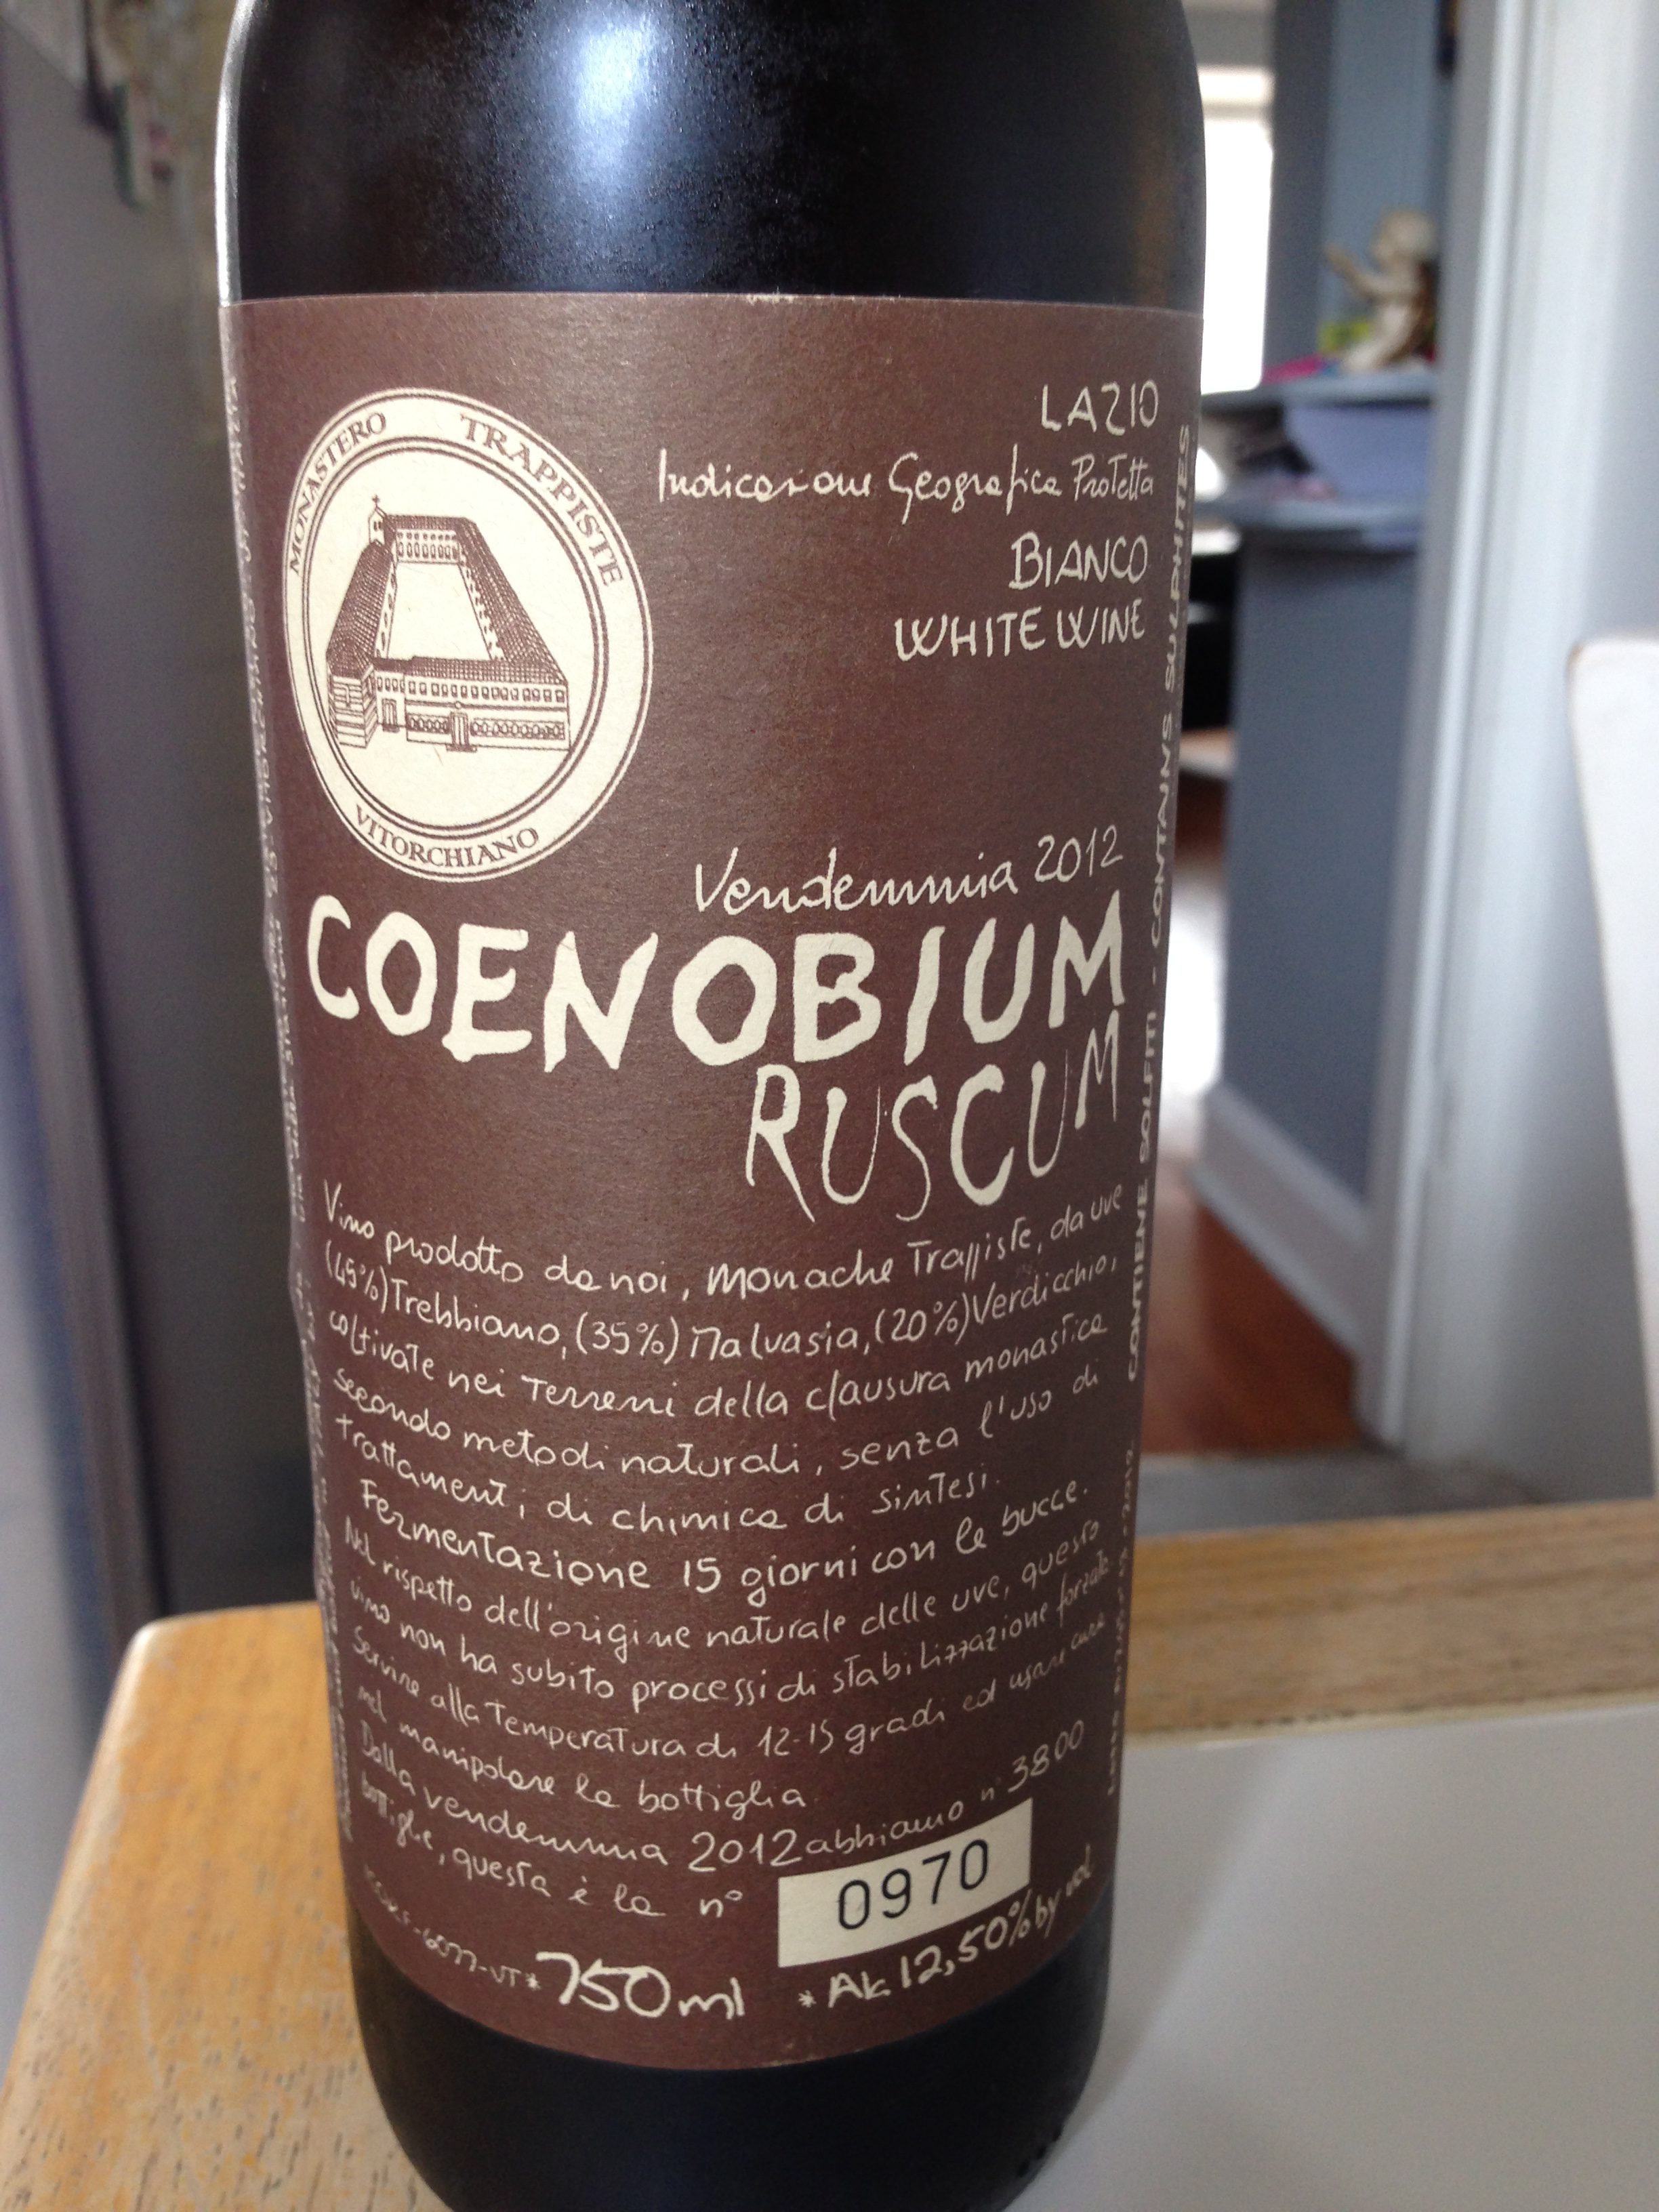 MONASTERO TRAPPISTE
VITORCHIANO
LAZIO
Indicazione Geografica Protetta
BIANCO
WHITE WINE
Vendemmia 2012
COENOBIUM
RUSCUM
Vino prodotto da noi, monache Trappiste, da uve
(45%) Trebbiano, (35%) Malvasia, (20%) Verdicchio,
coltivate nei terreni della clausura monastica
secondo metodi naturali, senza l'uso di
trattamenti di chimica di sintesi.
Fermentazione 15 giorni con le bucce.
Nel rispetto dell'origine naturale delle uve, questo
vino non ha subito processi di stabilizzazione forzata
Servire alla temperatura di 12-15 gradi ed usare cura
nel manipolare la bottiglia
Dalla vendemmia 2012 abbiamo n° 3800
bottiglie, questa è la n° 0970
750 ml * Alc 12,50% by vol
CONTIENE SOLFITI - CONTAINS SULPHITES